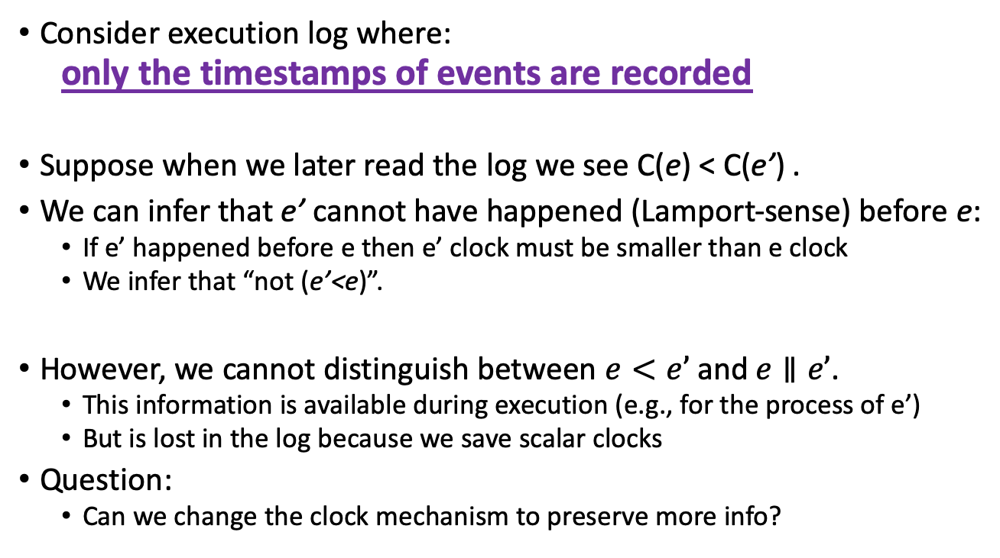 • Consider execution log where:
only the timestamps of events are recorded
• Suppose when we later read the log we see C(e) < C(e’) .
• We can infer that e’ cannot have happened (Lamport-sense) before e:
• If e’ happened before e then e’ clock must be smaller than e clock
• We infer that “not (e’<e)”.
• However, we cannot distinguish between e < e’ and e ∥ e’.
• This information is available during execution (e.g., for the process of e’)
• But is lost in the log because we save scalar clocks
• Question:
• Can we change the clock mechanism to preserve more info?